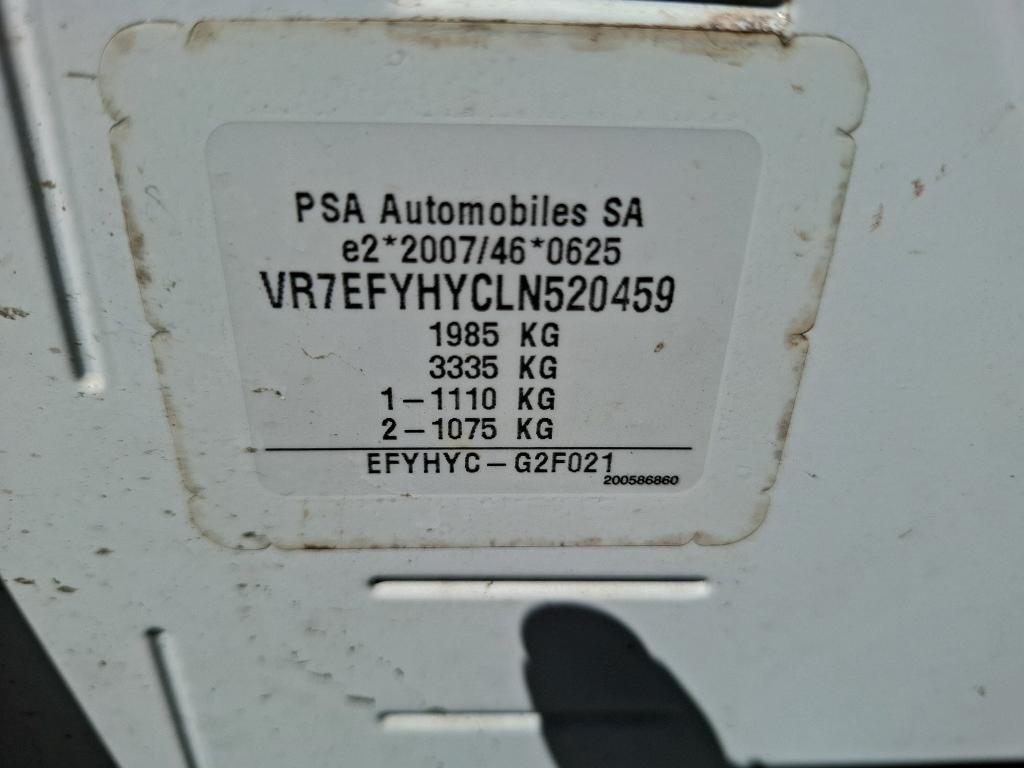 PSA Automobiles SA
e2*2007/46*0625
VR7EFYHYCLN520459
1985 KG
3335 KG
1-1110 KG
2-1075 KG
EFYHYC-G2F021
200586860